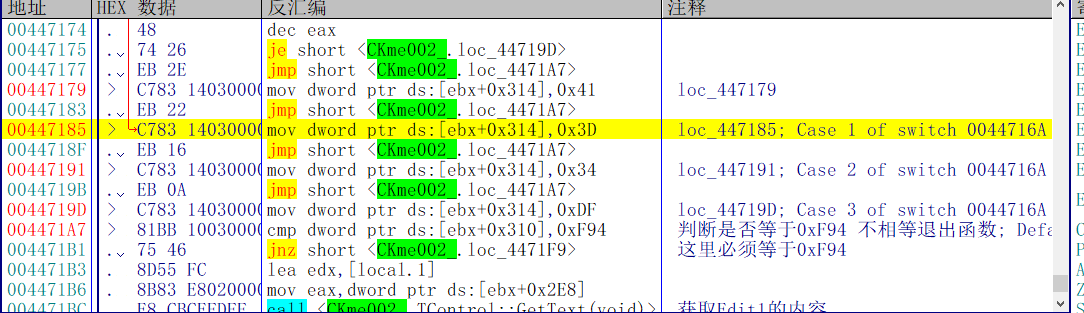 地址 HEX 数据 反汇编 注释
00447174 . 48 dec eax
00447175 .ˬ 74 26 je short <CKme002_.loc_44719D>
00447177 .ˬ EB 2E jmp short <CKme002_.loc_4471A7>
00447179 > C783 14030000 mov dword ptr ds:[ebx+0x314],0x41 loc_447179
00447183 .ˬ EB 22 jmp short <CKme002_.loc_4471A7>
00447185 > C783 14030000 mov dword ptr ds:[ebx+0x314],0x3D loc_447185; Case 1 of switch 0044716A
0044718F .ˬ EB 16 jmp short <CKme002_.loc_4471A7>
00447191 > C783 14030000 mov dword ptr ds:[ebx+0x314],0x34 loc_447191; Case 2 of switch 0044716A
0044719B .ˬ EB 0A jmp short <CKme002_.loc_4471A7>
0044719D > C783 14030000 mov dword ptr ds:[ebx+0x314],0xDF loc_44719D; Case 3 of switch 0044716A
004471A7 > 81BB 10030000 cmp dword ptr ds:[ebx+0x310],0xF94 判断是否等于0xF94 不相等退出函数; Defa
004471B1 .ˬ 75 46 jnz short <CKme002_.loc_4471F9> 这里必须等于0xF94
004471B3 . 8D55 FC lea edx,[local.1]
004471B6 . 8B83 E8020000 mov eax,dword ptr ds:[ebx+0x2E8]
004471BC . E8 CBCEFDFF call <CKme002_.TControl::GetText(void)> 获取Edit1的内容